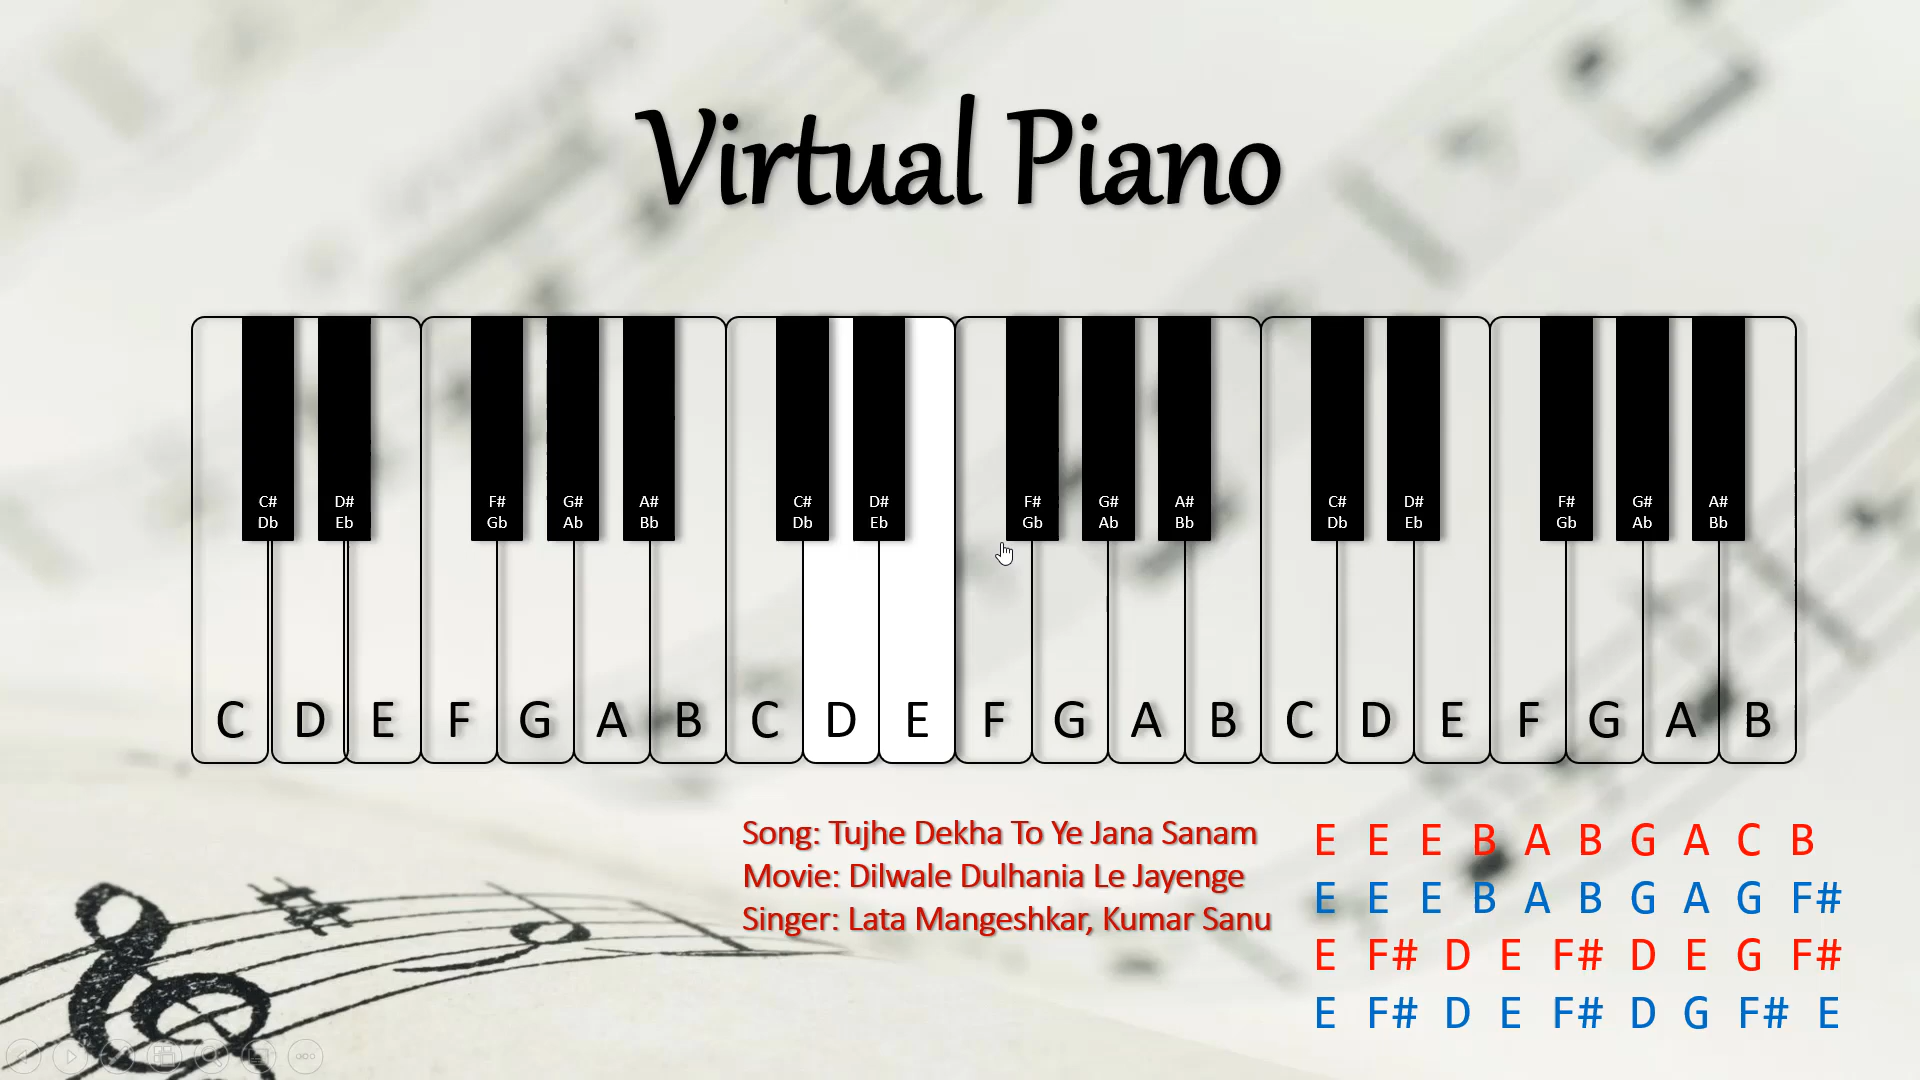 Virtual Piano
C# D# F# G# A# C# D# F# G# A# C# D# F# G# A#
Db Eb Gb Ab Bb Db Eb Gb Ab Bb Db Eb Gb Ab Bb
C D E F G A B C D E F G A B C D E F G A B
Song: Tujhe Dekha To Ye Jana Sanam
Movie: Dilwale Dulhania Le Jayenge
Singer: Lata Mangeshkar, Kumar Sanu
E E E B A B G A C B
E E E B A B G A G F#
E F# D E F# D E G F#
E F# D E F# D G F# E